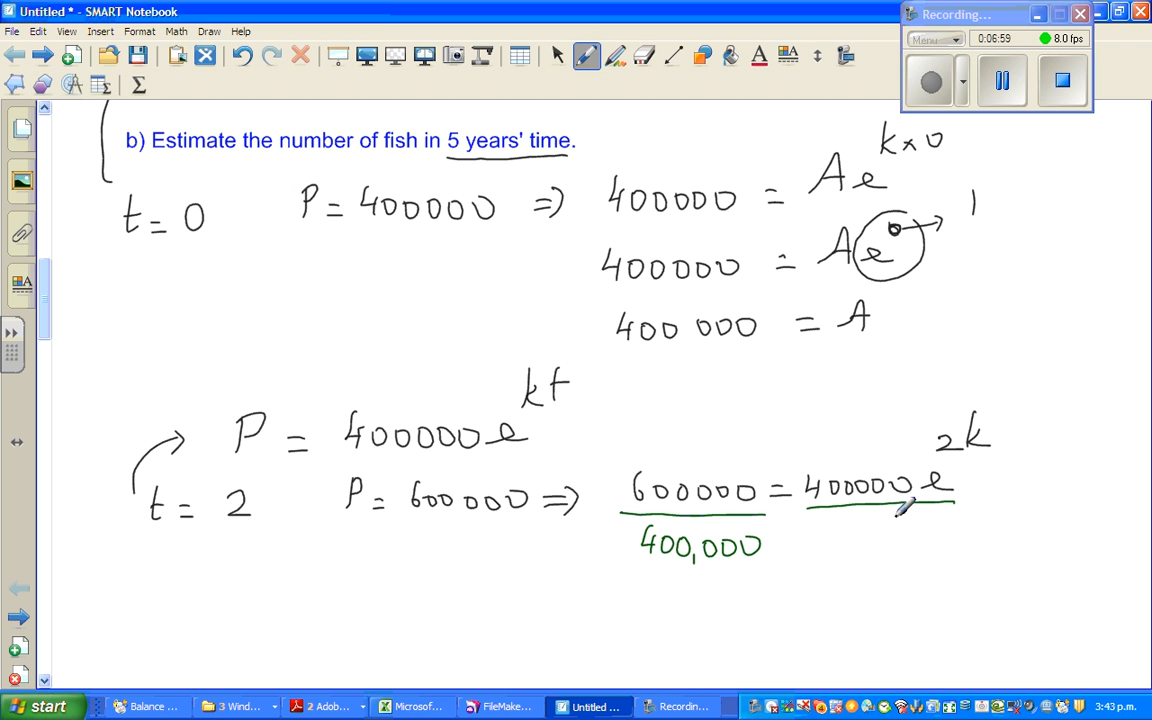 Untitled * - SMART Notebook
Recording...
File Edit View Insert Format Math Draw Help
Menu 0:06:59 8.0 fps
b) Estimate the number of fish in 5 years' time.
t = 0 P = 400000 ⇒ 400000 = Ae^k×0
400000 = Ae^0 → 1
400 000 = A
P = 400000 e^kt
t = 2 P = 600000 ⇒ 600000 = 400000 e^2k
400,000
start Balance ... 3 Wind... 2 Adob... Microsof... FileMake... Untitled ... Recordin... 3:43 p.m.